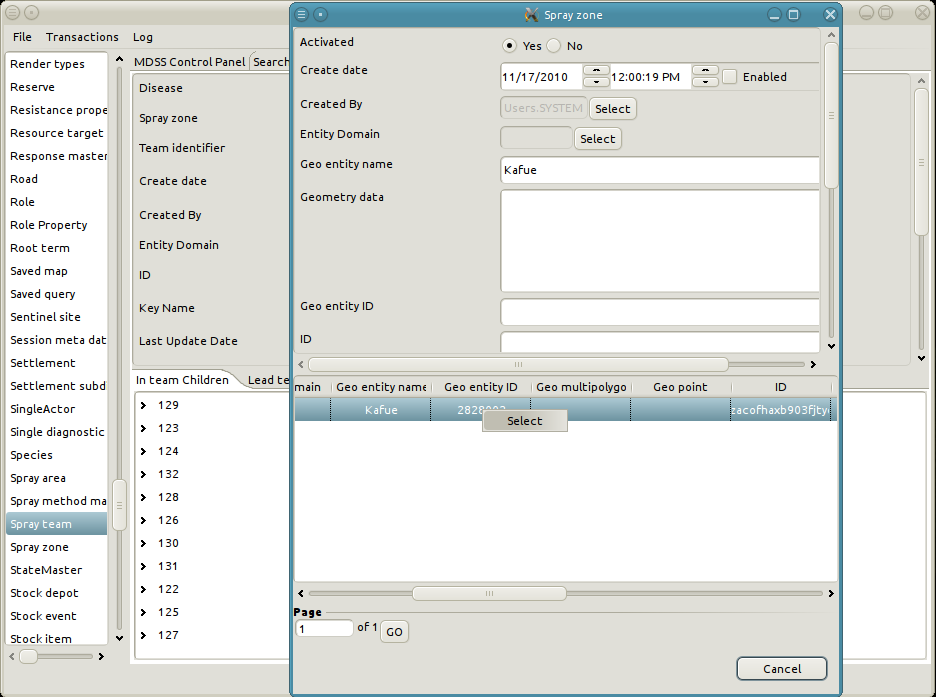 Spray zone
File Transactions Log
Render types
Reserve
Resistance prope
Resource target
Response master
Road
Role
Role Property
Root term
Saved map
Saved query
Sentinel site
Session meta dat
Settlement
Settlement subd
SingleActor
Single diagnostic
Species
Spray area
Spray method ma
Spray team
Spray zone
StateMaster
Stock depot
Stock event
Stock item
MDSS Control Panel Search
Disease
Spray zone
Team identifier
Create date
Created By
Entity Domain
ID
Key Name
Last Update Date
In team Children Lead te
129
123
124
132
128
126
130
131
122
125
127
Activated Yes No
Create date 11/17/2010 12:00:19 PM Enabled
Created By Users.SYSTEM Select
Entity Domain Select
Geo entity name Kafue
Geometry data
Geo entity ID
ID
main Geo entity name Geo entity ID Geo multipolygo Geo point ID
Kafue zacofhaxb903fjty
Select
Page
1 of 1 GO
Cancel